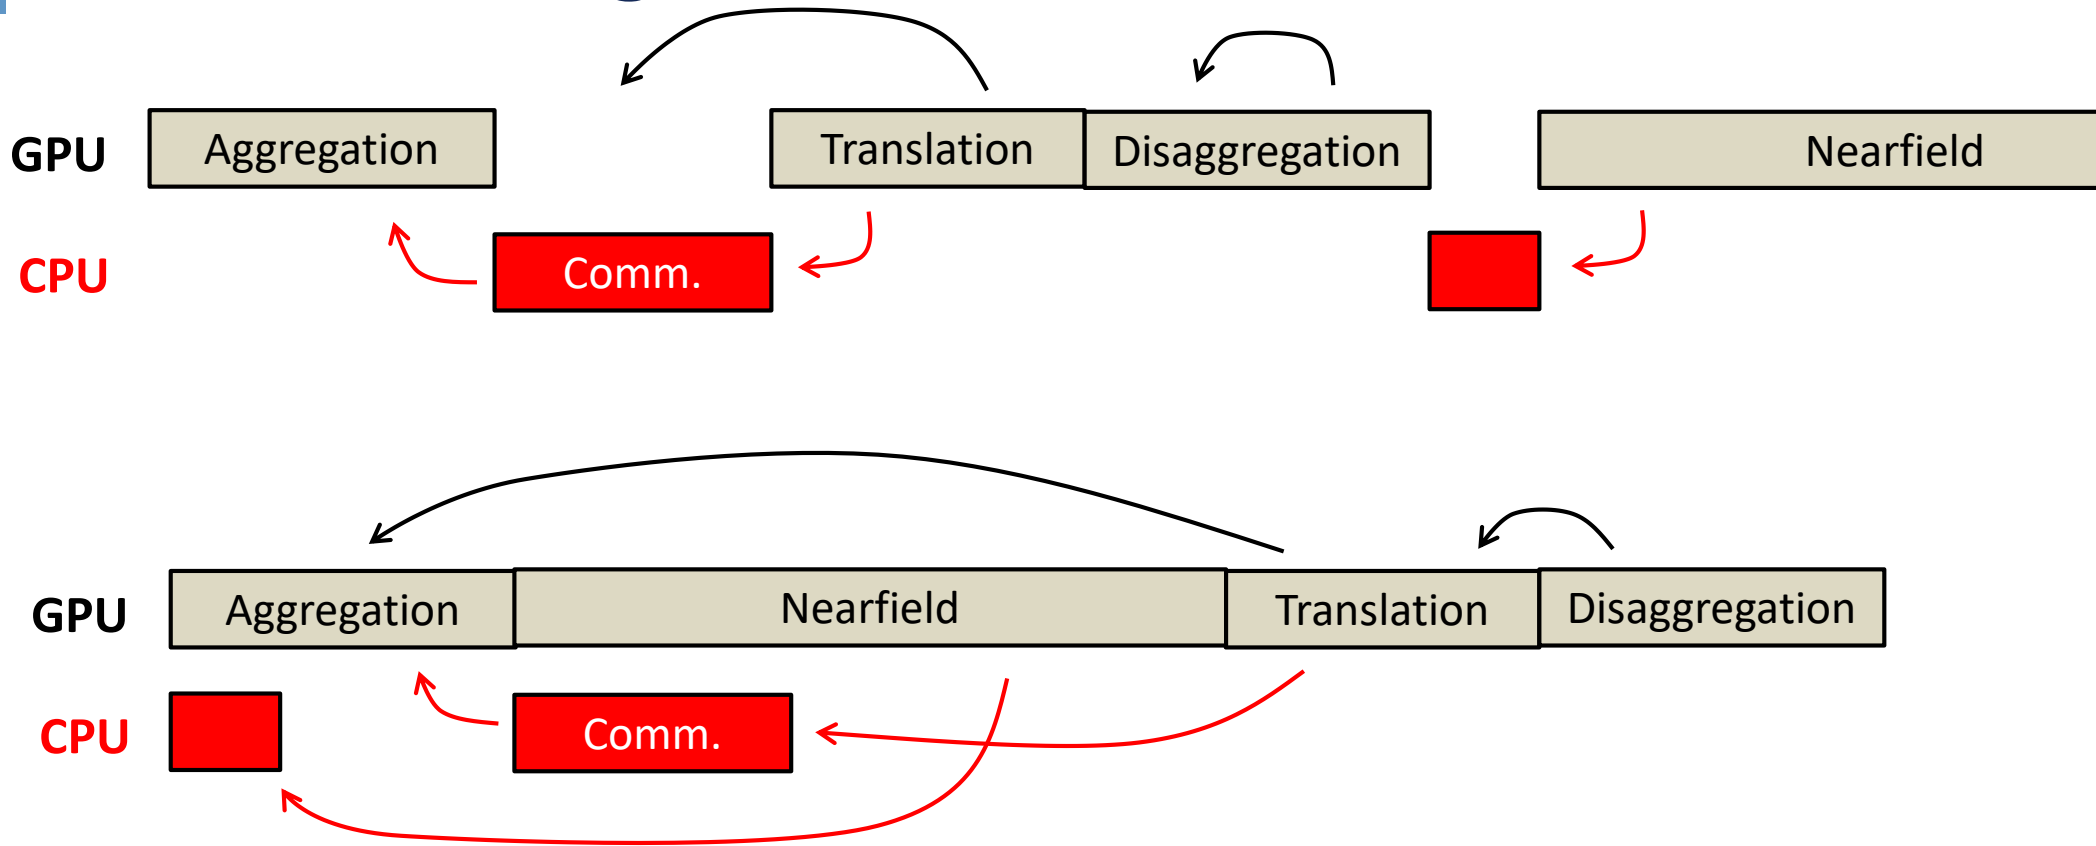 GPU Aggregation Translation Disaggregation Nearfield
CPU Comm.
GPU Aggregation Nearfield Translation Disaggregation
CPU Comm.